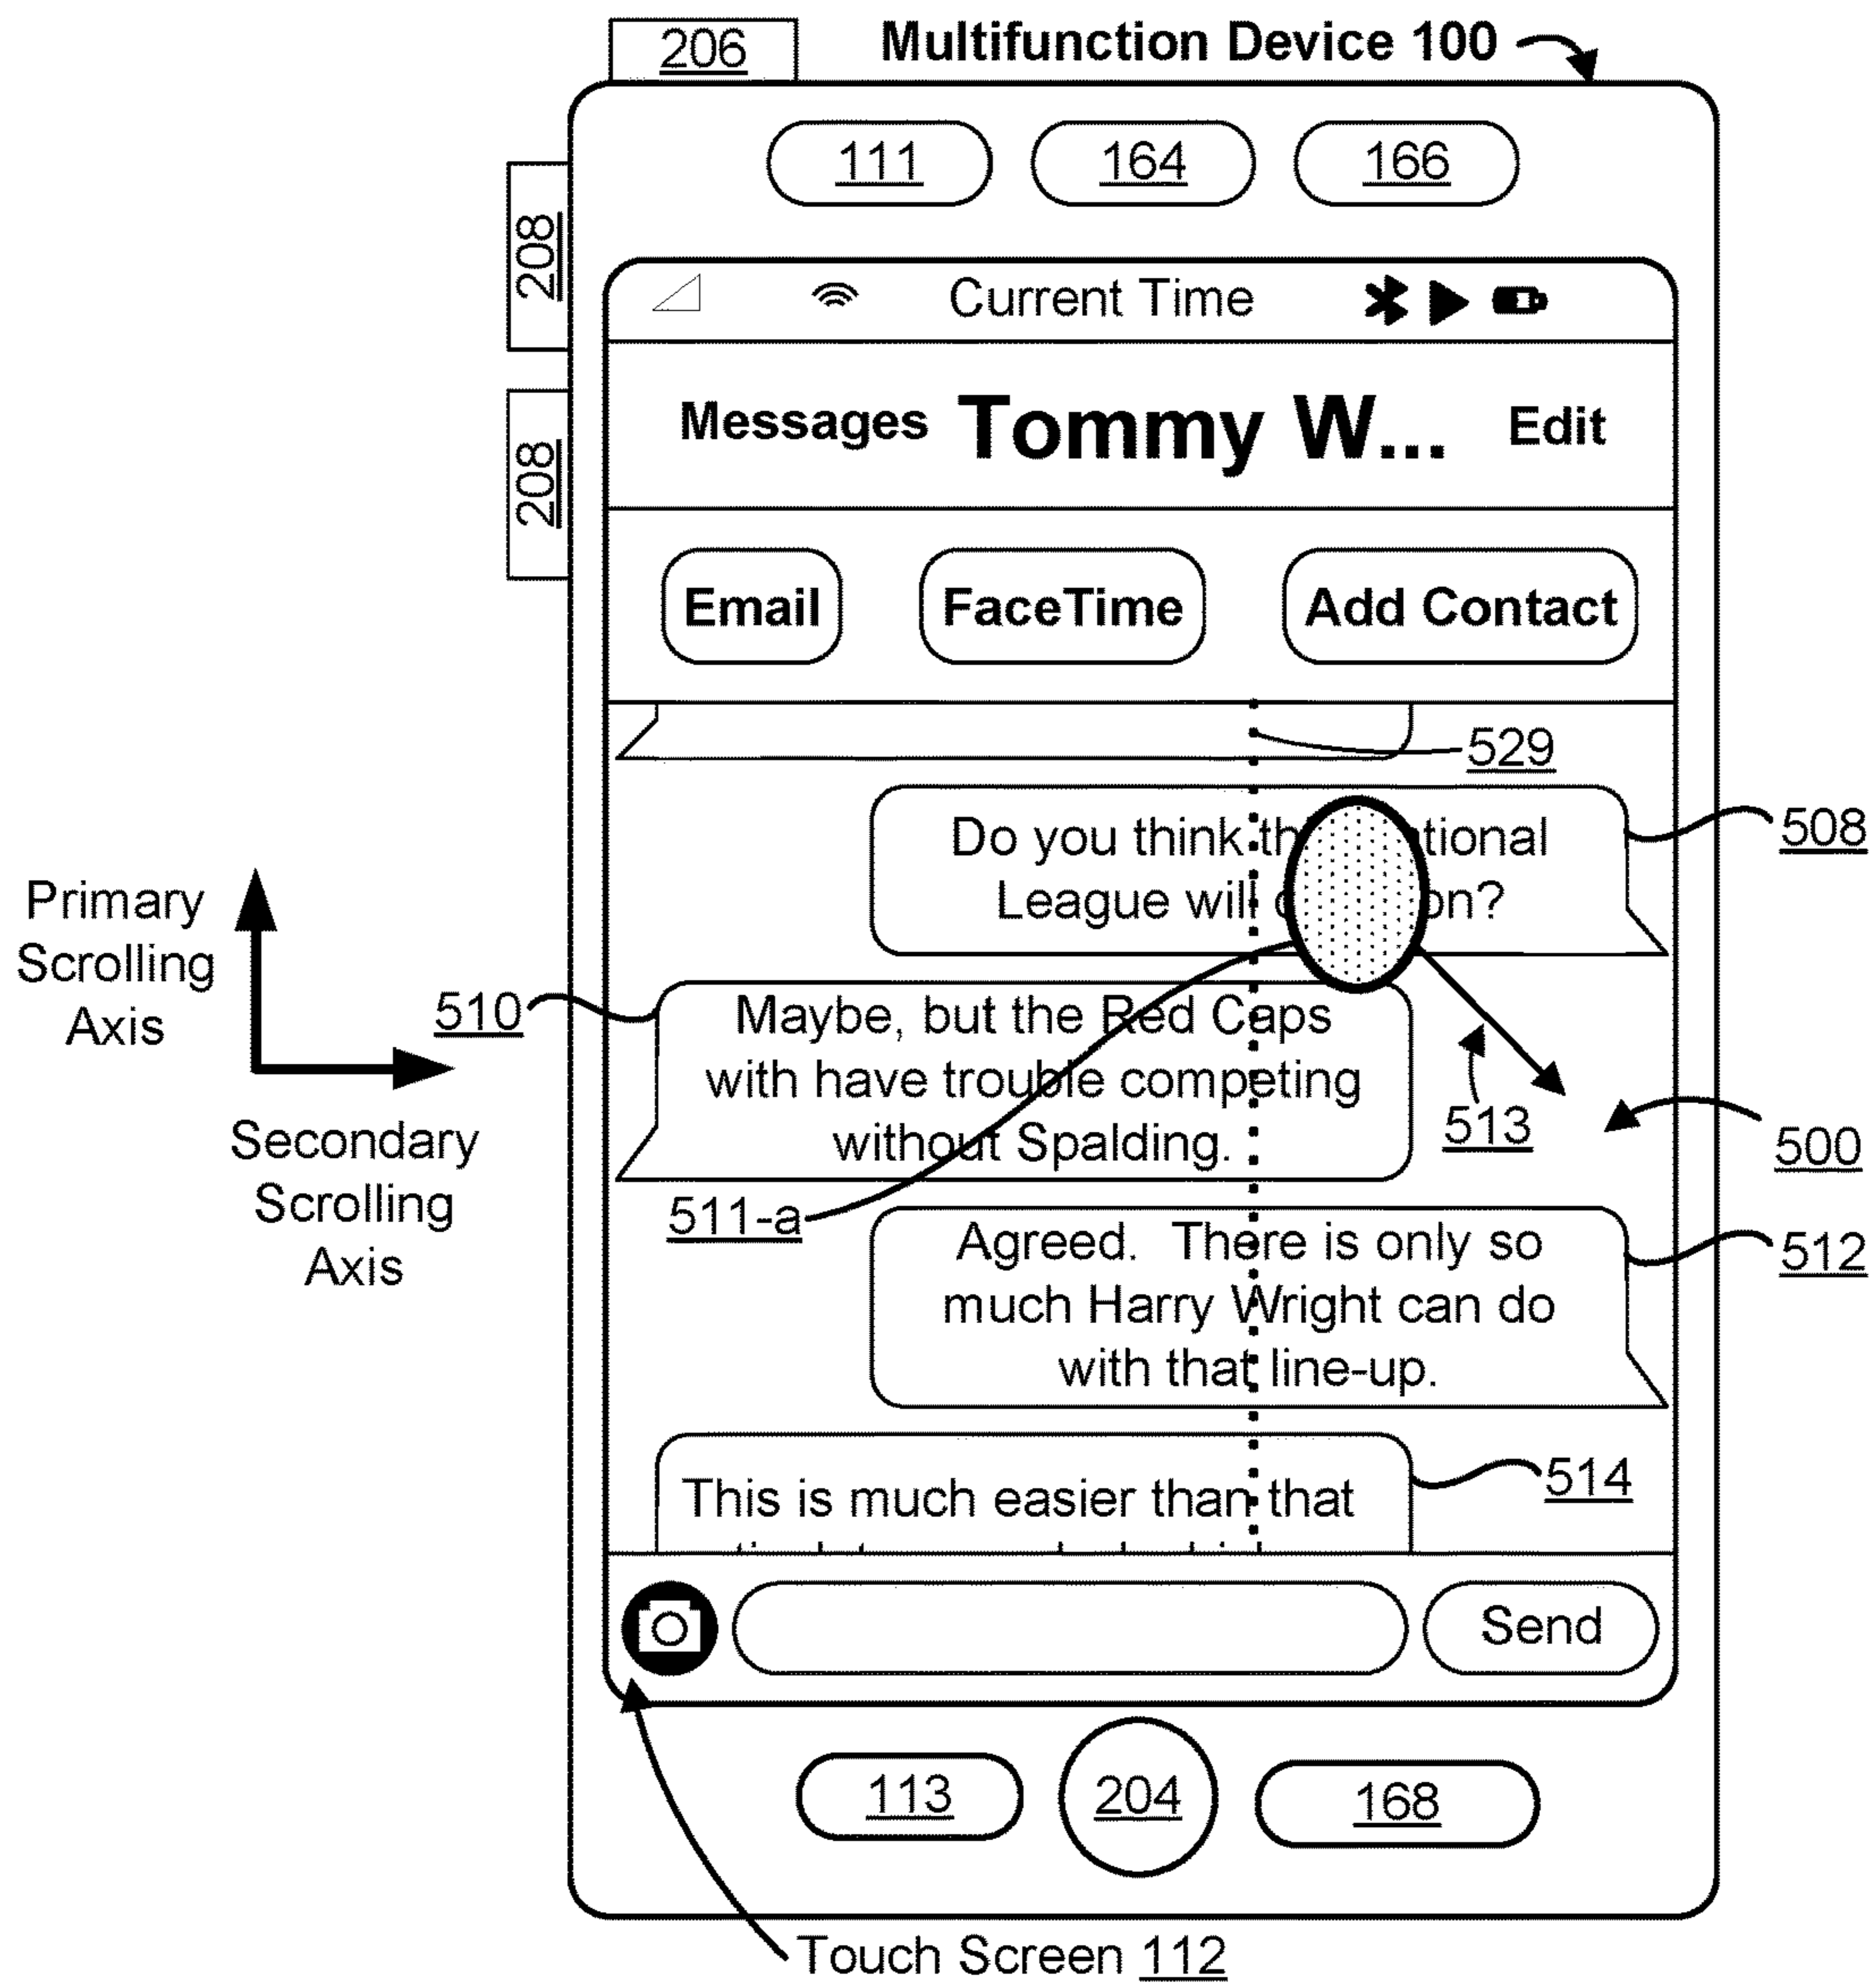 206
Multifunction Device 100
111 164 166
208
208
Current Time
Messages Tommy W... Edit
Email FaceTime Add Contact
529
Do you think th tional
League will on?
508
Primary
Scrolling
Axis
Secondary
Scrolling
Axis
510
Maybe, but the Red Caps
with have trouble competing
without Spalding.
513
500
511-a
Agreed. There is only so
much Harry Wright can do
with that line-up.
512
This is much easier than that
514
Send
113 204 168
Touch Screen 112